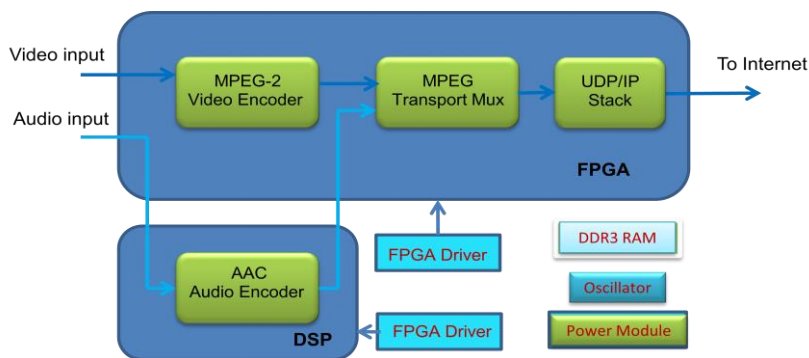 Video input
MPEG-2
Video Encoder
MPEG
Transport Mux
UDP/IP
Stack
To Internet
Audio input
FPGA
FPGA Driver
DDR3 RAM
AAC
Audio Encoder
DSP
FPGA Driver
Oscillator
Power Module